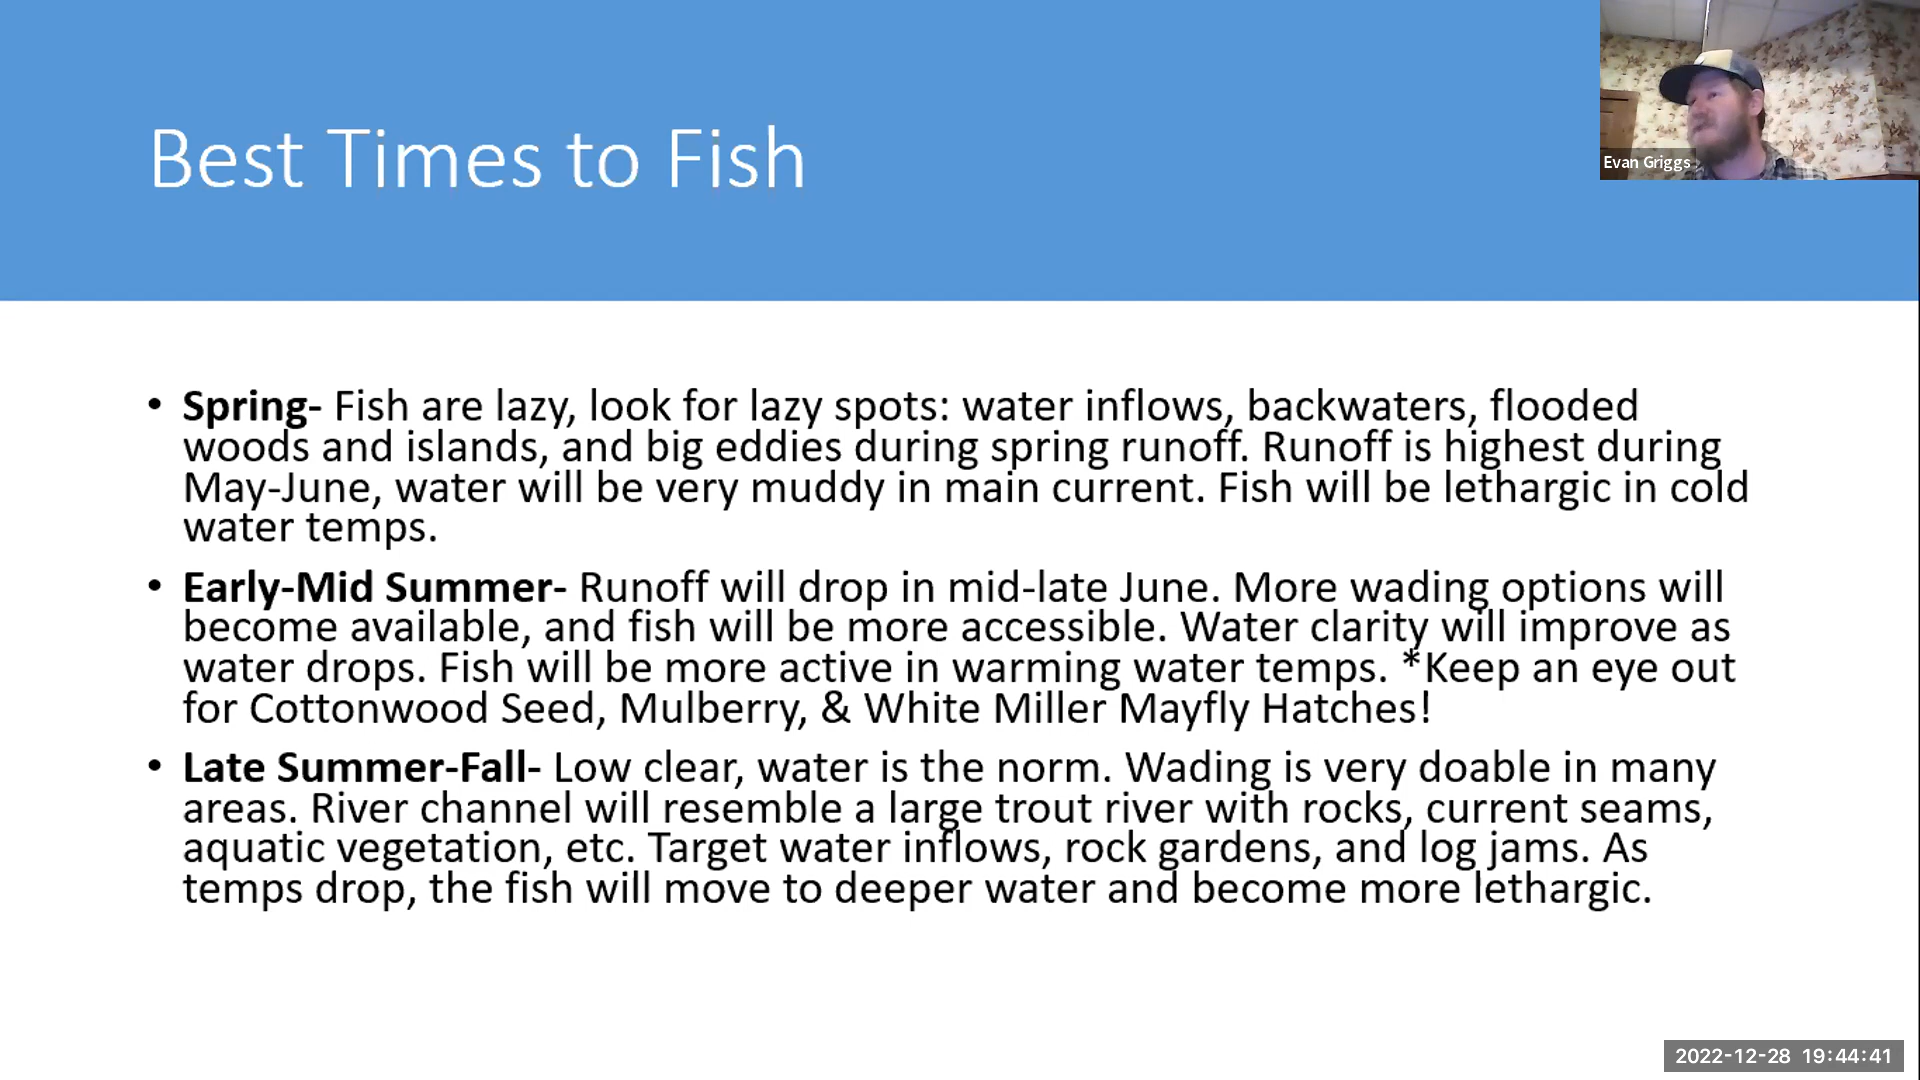 Best Times to Fish
Evan Griggs
• Spring- Fish are lazy, look for lazy spots: water inflows, backwaters, flooded
woods and islands, and big eddies during spring runoff. Runoff is highest during
May-June, water will be very muddy in main current. Fish will be lethargic in cold
water temps.
• Early-Mid Summer- Runoff will drop in mid-late June. More wading options will
become available, and fish will be more accessible. Water clarity will improve as
water drops. Fish will be more active in warming water temps. *Keep an eye out
for Cottonwood Seed, Mulberry, & White Miller Mayfly Hatches!
• Late Summer-Fall- Low clear, water is the norm. Wading is very doable in many
areas. River channel will resemble a large trout river with rocks, current seams,
aquatic vegetation, etc. Target water inflows, rock gardens, and log jams. As
temps drop, the fish will move to deeper water and become more lethargic.
2022-12-28 19:44:41